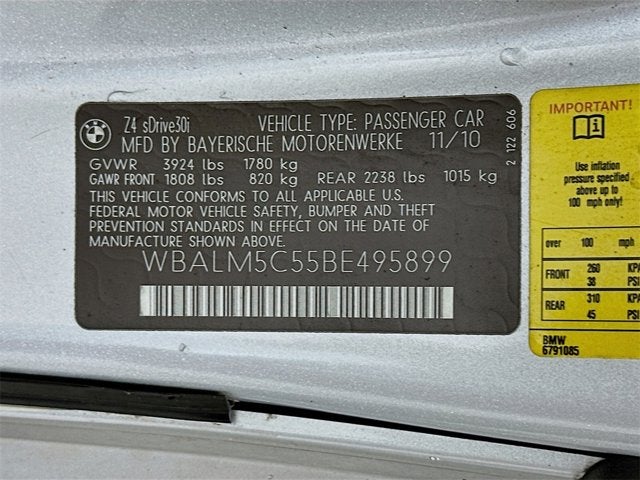 BMW
Z4 sDrive30i VEHICLE TYPE: PASSENGER CAR
MFD BY BAYERISCHE MOTORENWERKE 11/10
GVWR 3924 lbs 1780 kg
GAWR FRONT 1808 lbs 820 kg REAR 2238 lbs 1015 kg
THIS VEHICLE CONFORMS TO ALL APPLICABLE U.S.
FEDERAL MOTOR VEHICLE SAFETY, BUMPER AND THEFT
PREVENTION STANDARDS IN EFFECT ON THE DATE OF
MANUFACTURE SHOWN ABOVE.
WBALM5C55BE495899
2 122 606
IMPORTANT!
Use inflation
pressure specified
above up to
100 mph only!
over 100 mph
FRONT 260 KPA
38 PSI
REAR 310 KPA
45 PSI
BMW
6791085